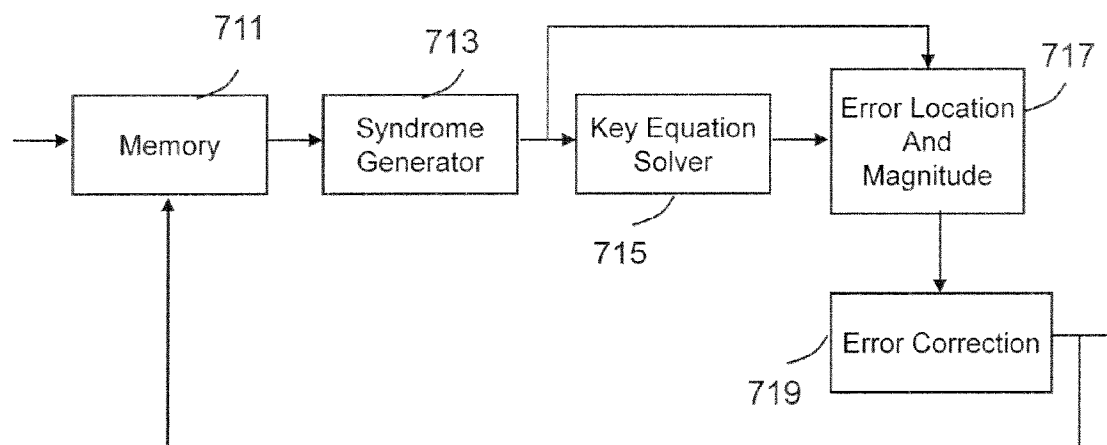 711
713
717
Memory
Syndrome
Generator
Key Equation
Solver
Error Location
And
Magnitude
715
Error Correction
719